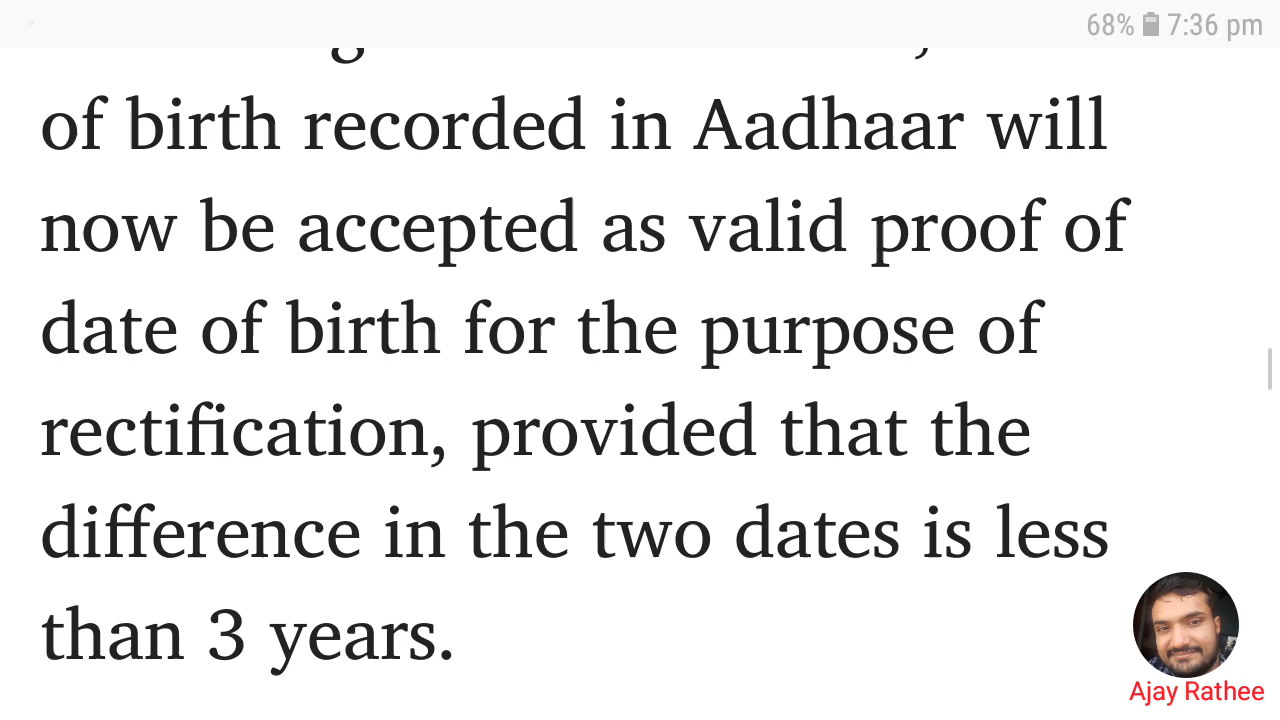 68% 7:36 pm
of birth recorded in Aadhaar will
now be accepted as valid proof of
date of birth for the purpose of
rectification, provided that the
difference in the two dates is less
than 3 years.
Ajay Rathee